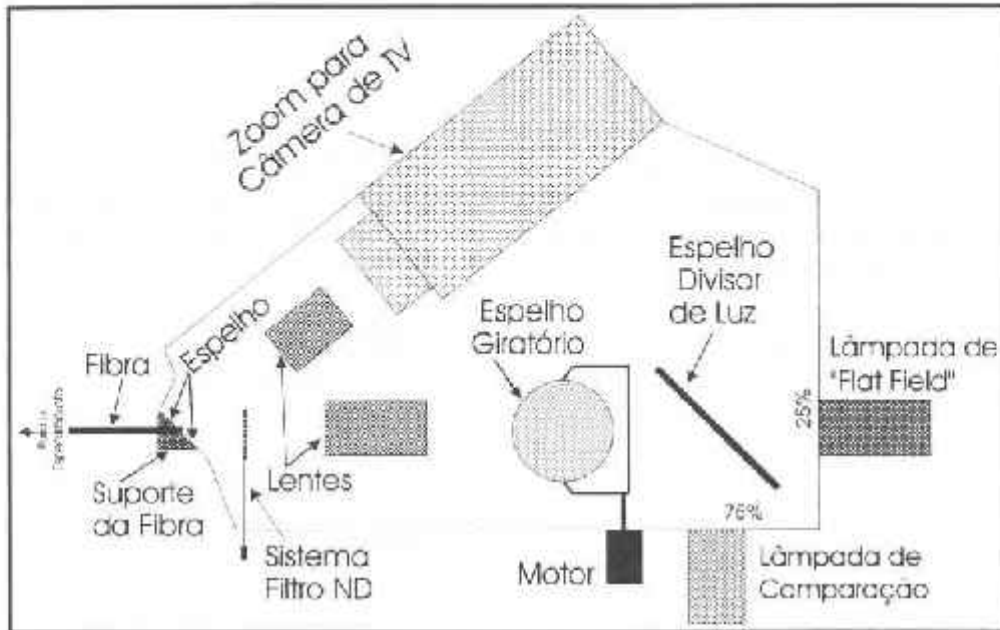 Zoom para
Câmera de TV
Espelho
Divisor
de Luz
Espelho
Giratório
Espelho
Fibra
Lâmpada de
"Flat Field"
25%
Para o
Suporte
da Fibra
Lentes
75%
Sistema
Filtro ND
Motor
Lâmpada de
Comparação